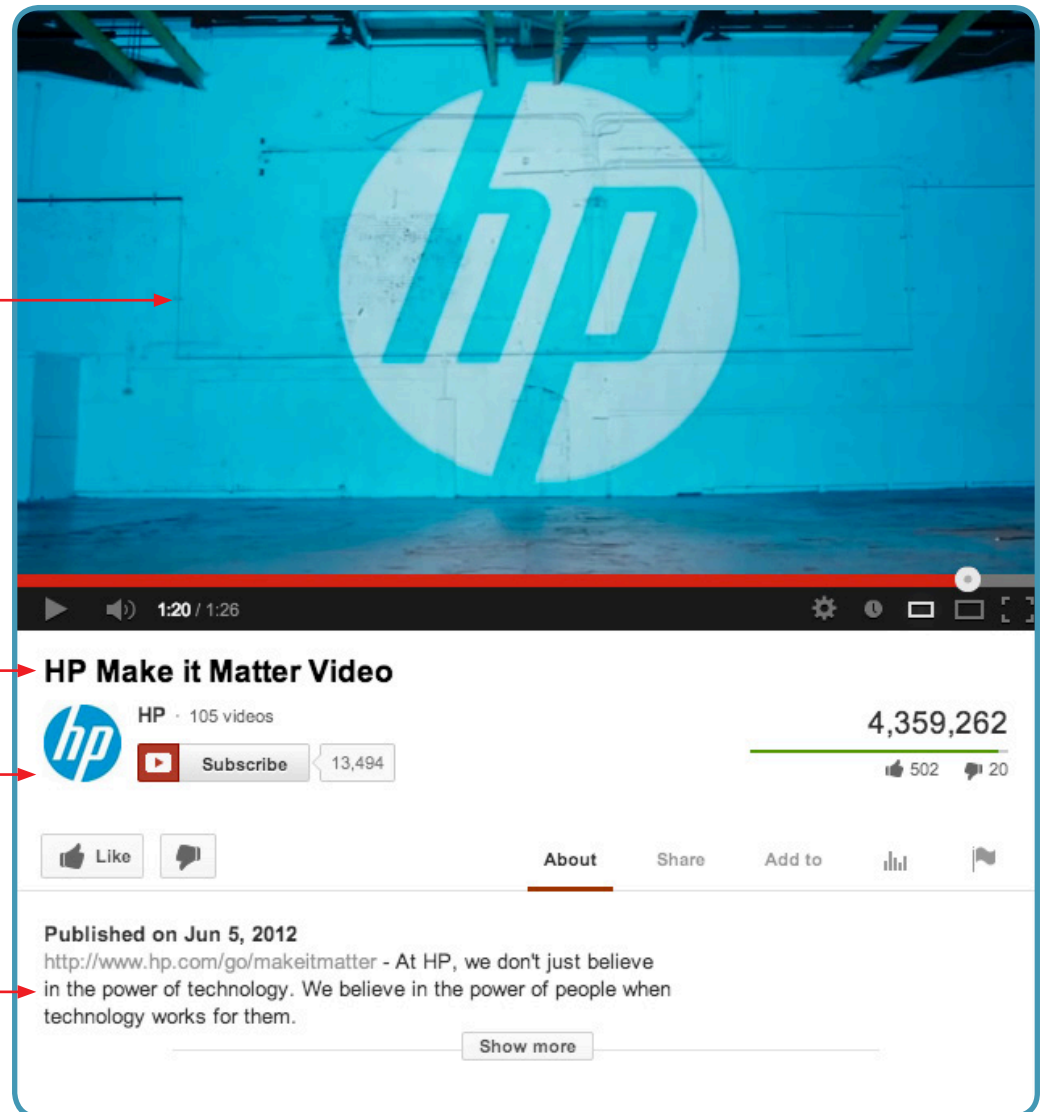 hp
1:20 / 1:26
HP Make it Matter Video
hp
HP · 105 videos
Subscribe 13,494
4,359,262
502 20
Like
About Share Add to
Published on Jun 5, 2012
http://www.hp.com/go/makeitmatter - At HP, we don't just believe
in the power of technology. We believe in the power of people when
technology works for them.
Show more